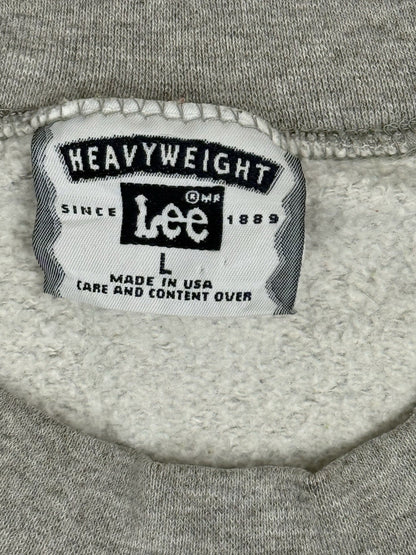 HEAVYWEIGHT
® MR
SINCE Lee 1889
L
MADE IN USA
CARE AND CONTENT OVER